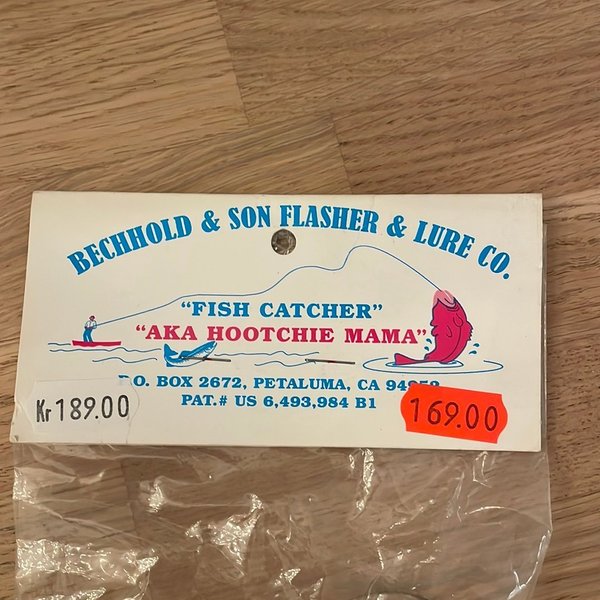 BECHHOLD & SON FLASHER & LURE CO.
"FISH CATCHER"
"AKA HOOTCHIE MAMA"
P.O. BOX 2672, PETALUMA, CA
PAT.# US 6,493,984 B1
Kr 189.00
169.00